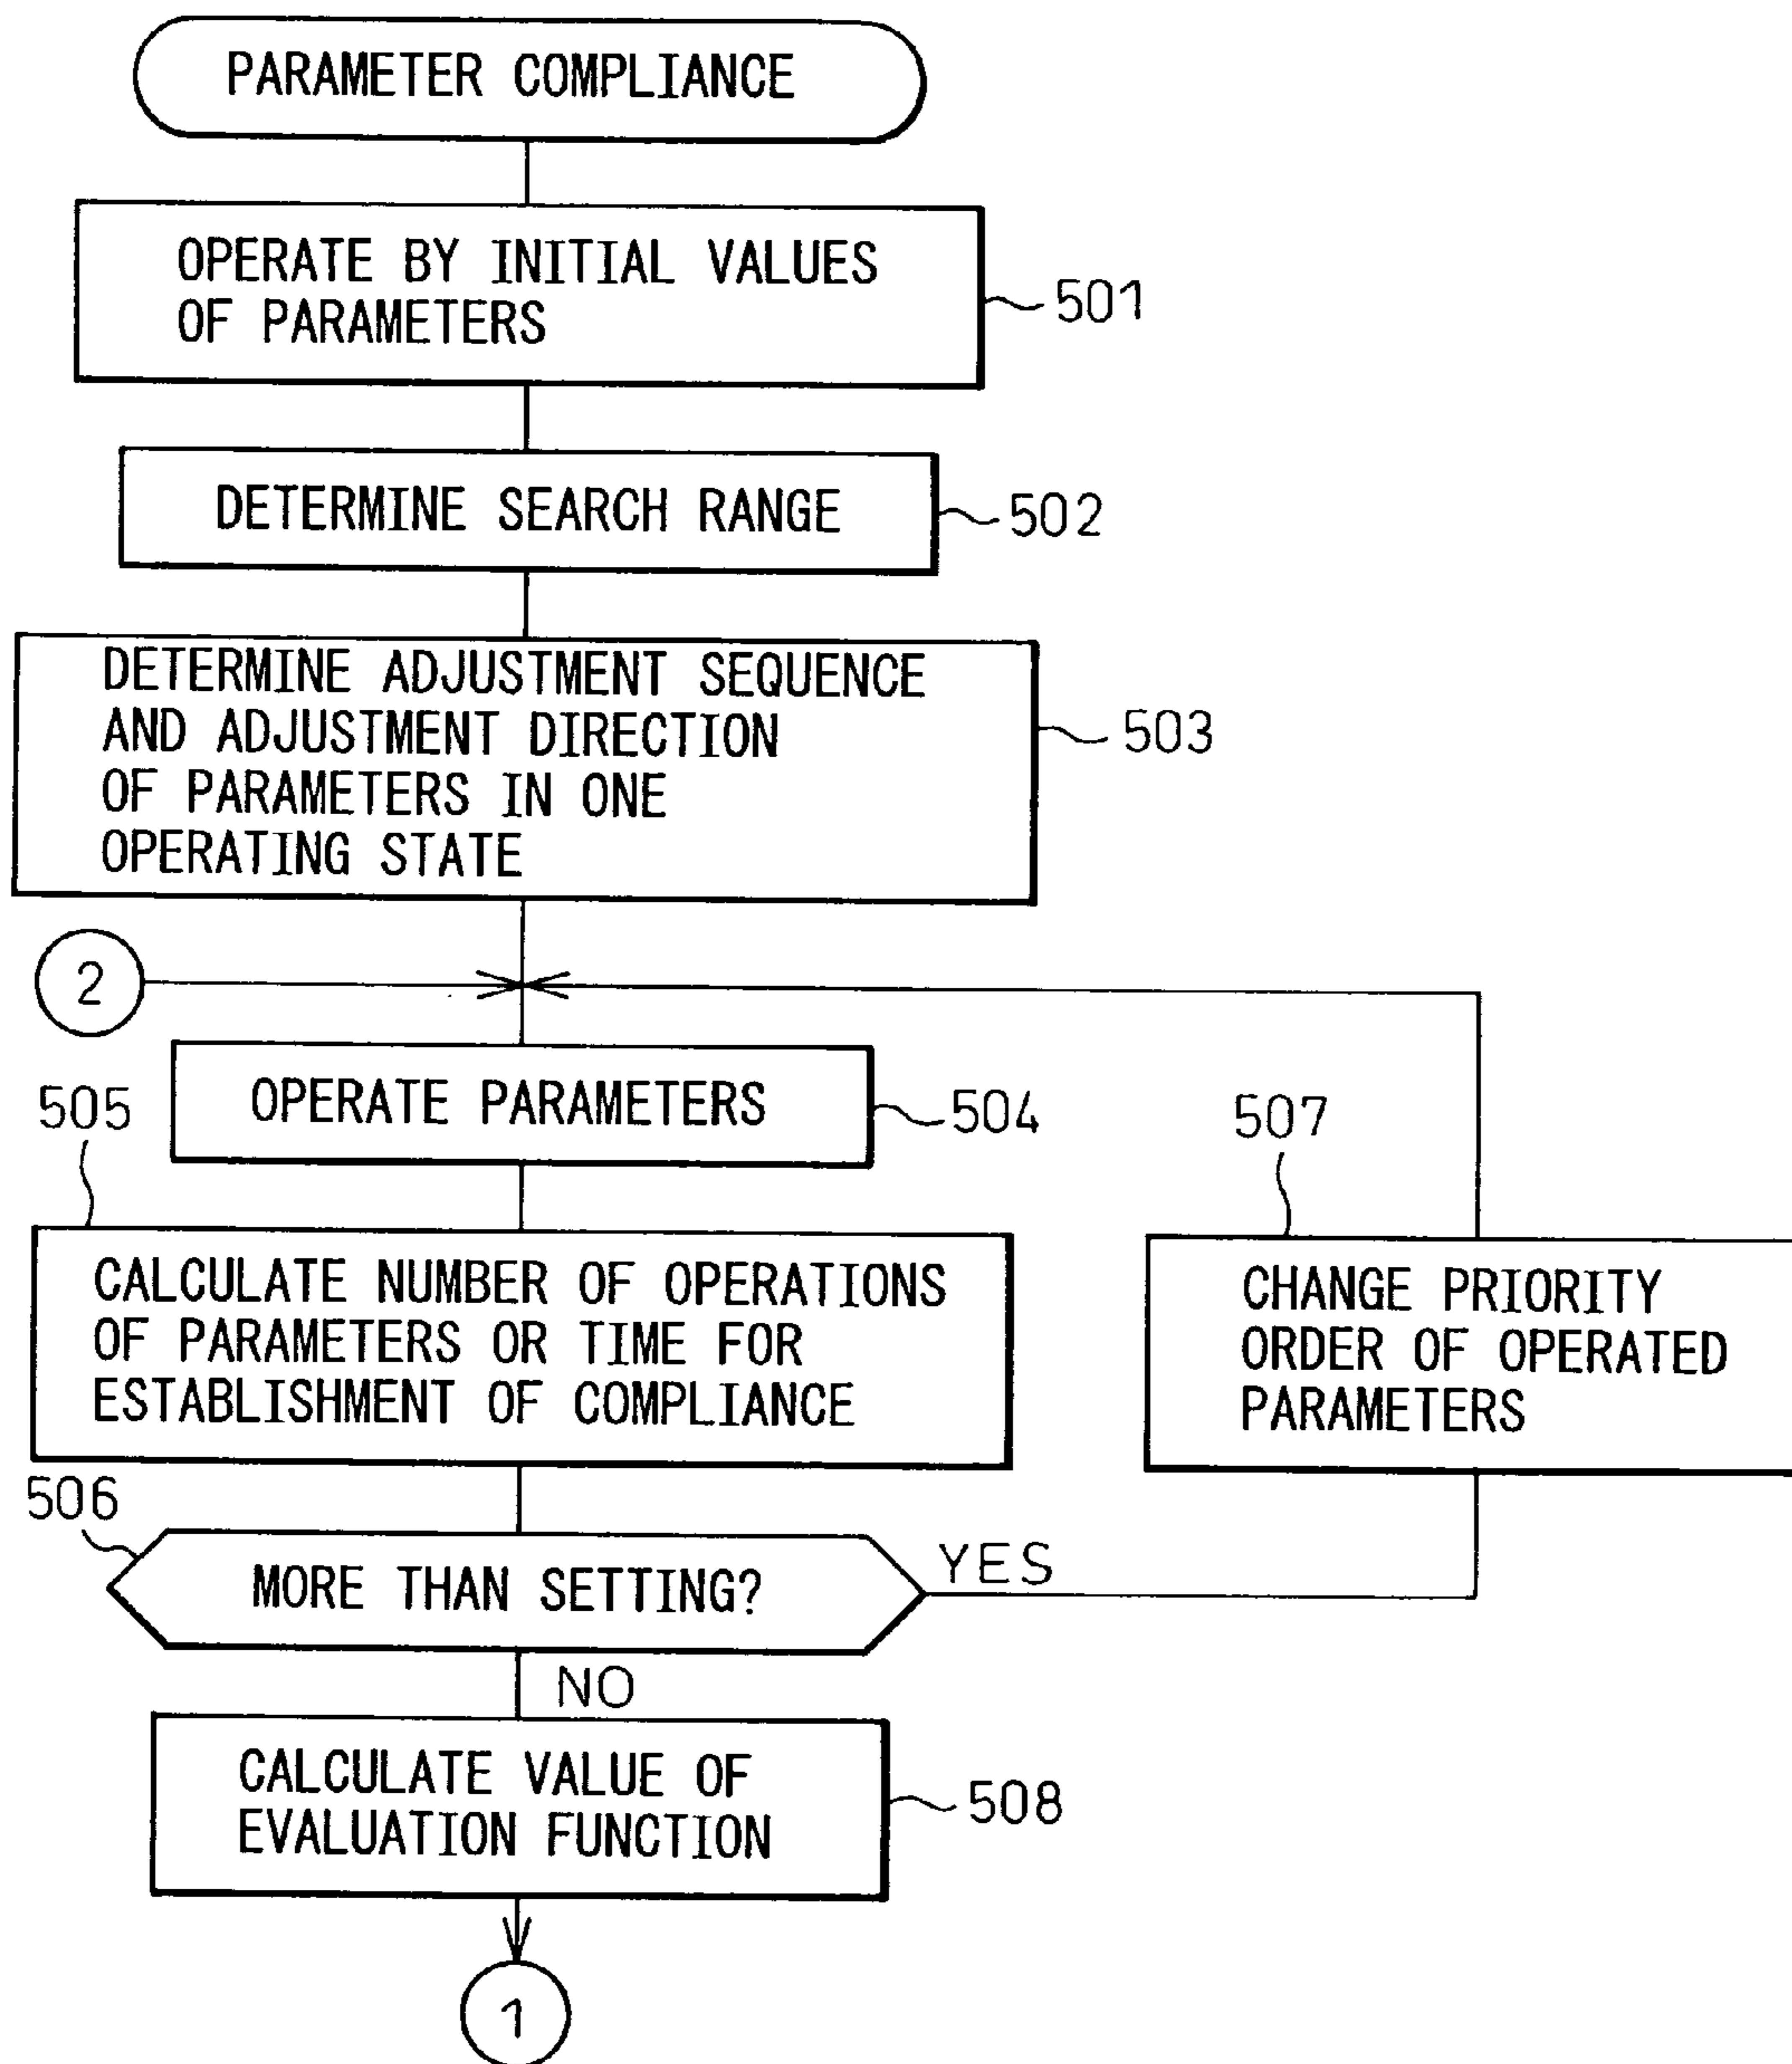 PARAMETER COMPLIANCE
OPERATE BY INITIAL VALUES
OF PARAMETERS
501
DETERMINE SEARCH RANGE
502
DETERMINE ADJUSTMENT SEQUENCE
AND ADJUSTMENT DIRECTION
OF PARAMETERS IN ONE
OPERATING STATE
503
2
OPERATE PARAMETERS
504
505
CALCULATE NUMBER OF OPERATIONS
OF PARAMETERS OR TIME FOR
ESTABLISHMENT OF COMPLIANCE
507
CHANGE PRIORITY
ORDER OF OPERATED
PARAMETERS
506
MORE THAN SETTING?
YES
NO
CALCULATE VALUE OF
EVALUATION FUNCTION
508
1